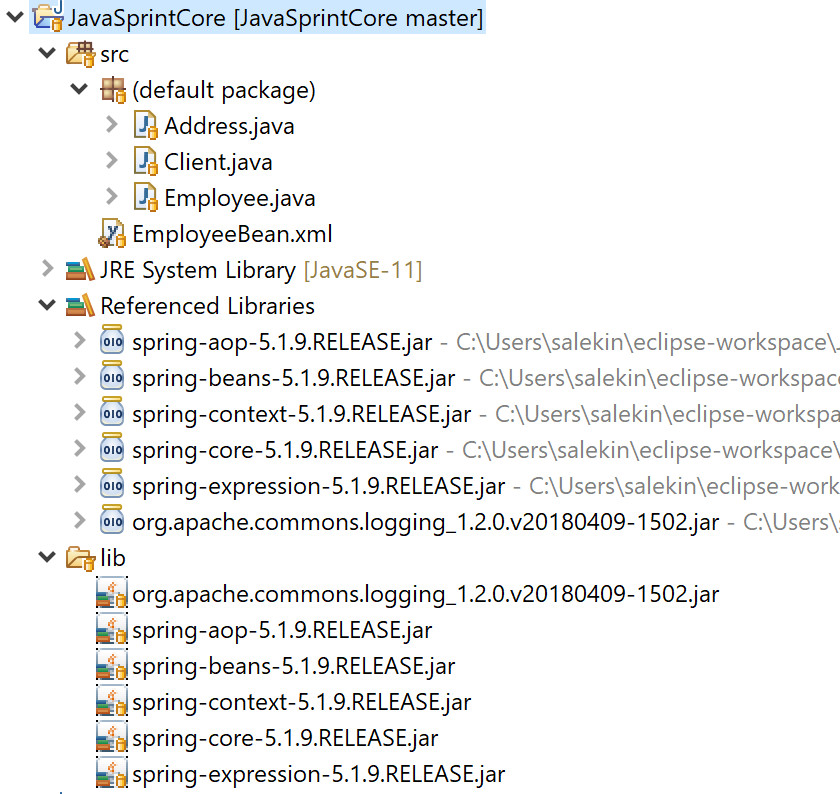 JavaSprintCore [JavaSprintCore master]
src
(default package)
Address.java
Client.java
Employee.java
EmployeeBean.xml
JRE System Library [JavaSE-11]
Referenced Libraries
spring-aop-5.1.9.RELEASE.jar - C:\Users\salekin\eclipse-workspace\
spring-beans-5.1.9.RELEASE.jar - C:\Users\salekin\eclipse-workspac
spring-context-5.1.9.RELEASE.jar - C:\Users\salekin\eclipse-workspa
spring-core-5.1.9.RELEASE.jar - C:\Users\salekin\eclipse-workspace\
spring-expression-5.1.9.RELEASE.jar - C:\Users\salekin\eclipse-work
org.apache.commons.logging_1.2.0.v20180409-1502.jar - C:\Users\
lib
org.apache.commons.logging_1.2.0.v20180409-1502.jar
spring-aop-5.1.9.RELEASE.jar
spring-beans-5.1.9.RELEASE.jar
spring-context-5.1.9.RELEASE.jar
spring-core-5.1.9.RELEASE.jar
spring-expression-5.1.9.RELEASE.jar